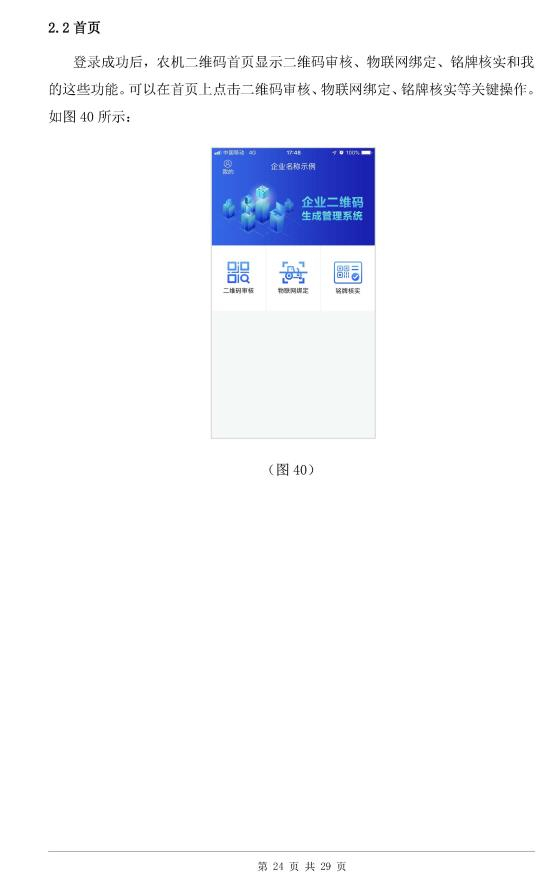 2.2 首页
登录成功后，农机二维码首页显示二维码审核、物联网绑定、铭牌核实和我
的这些功能。可以在首页上点击二维码审核、物联网绑定、铭牌核实等关键操作。
如图 40 所示：
中国移动 4G 17:48 100%
我的
企业名称示例
企业二维码
生成管理系统
二维码审核 物联网绑定 铭牌核实
（图 40）
第 24 页 共 29 页